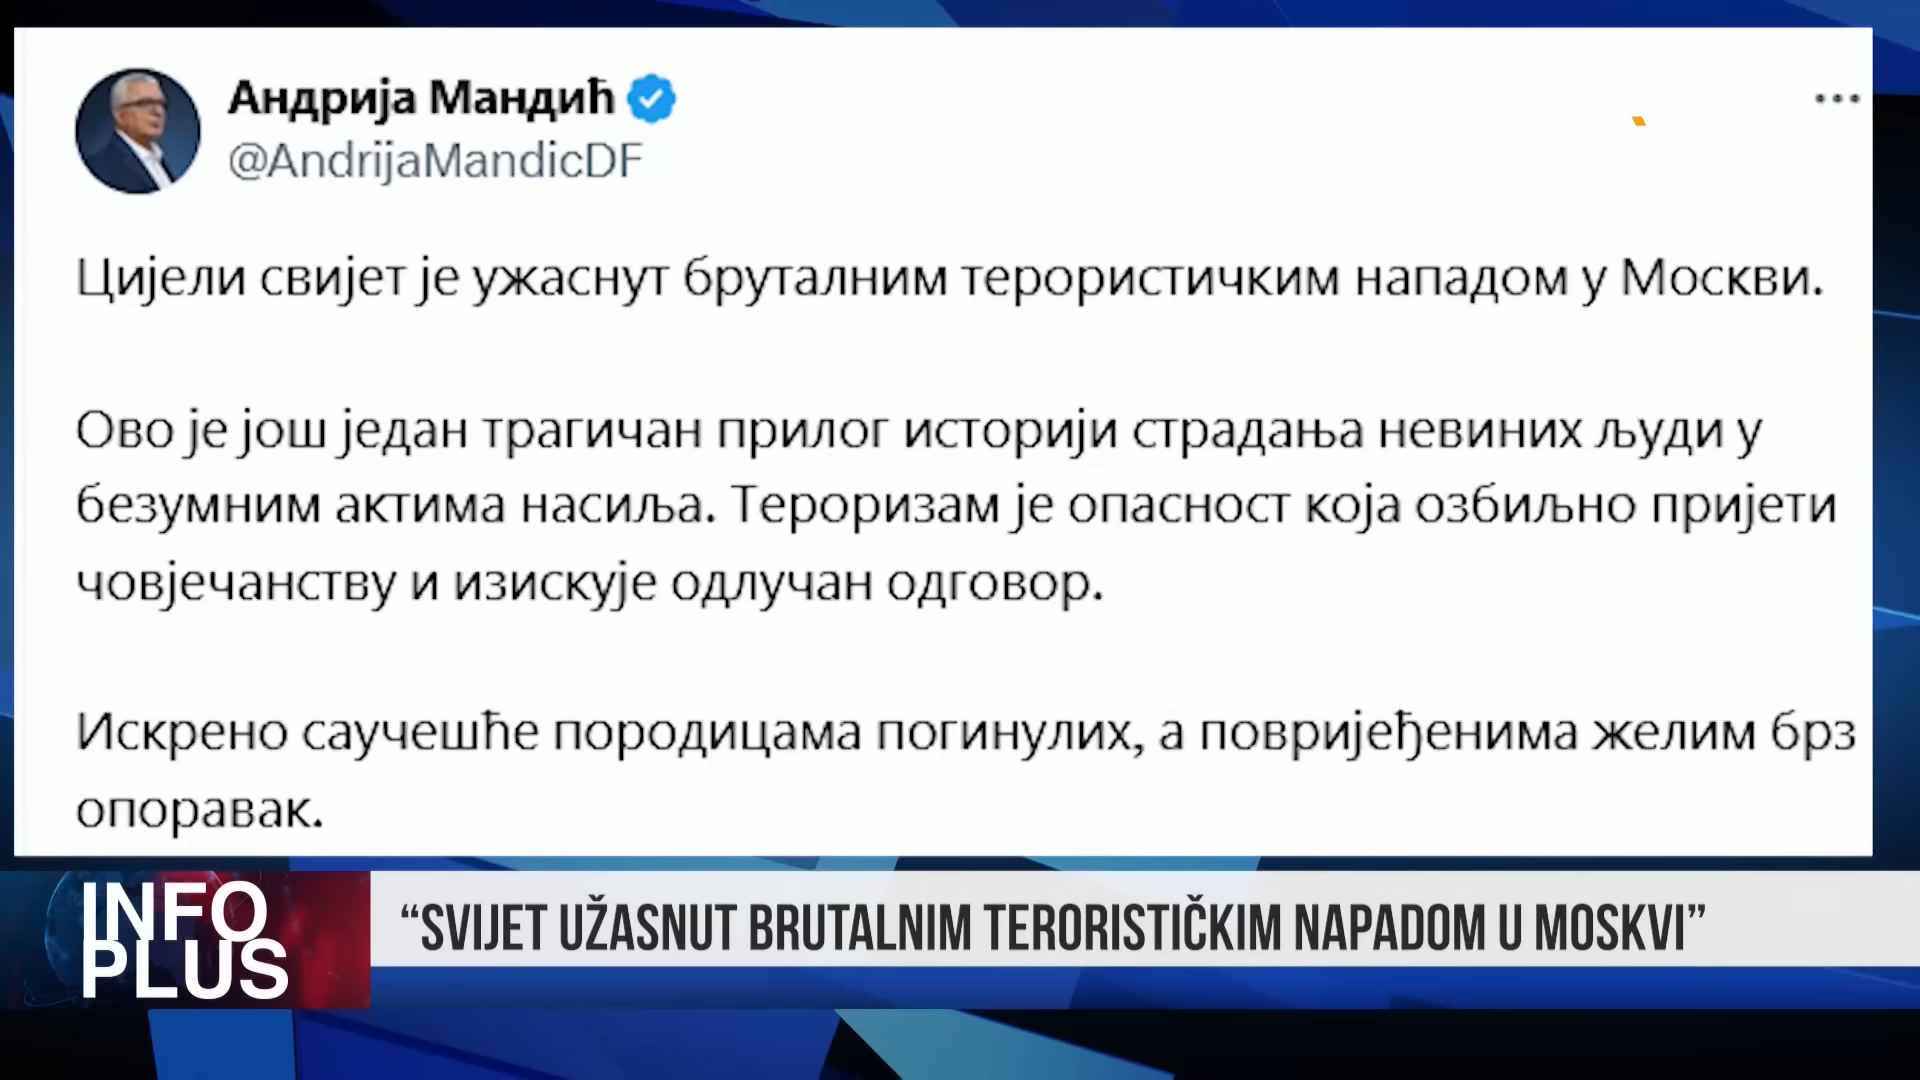 Андрија Мандић
@AndrijaMandicDF
Цијели свијет је ужаснут бруталним терористичким нападом у Москви.
Ово је још један трагичан прилог историји страдања невиних људи у
безумним актима насиља. Тероризам је опасност која озбиљно пријети
човјечанству и изискује одлучан одговор.
Искрено саучешће породицама погинулих, а повријеђенима желим брз
опоравак.
INFO
PLUS
“SVIJET UŽASNUT BRUTALNIM TERORISTIČKIM NAPADOM U MOSKVI”